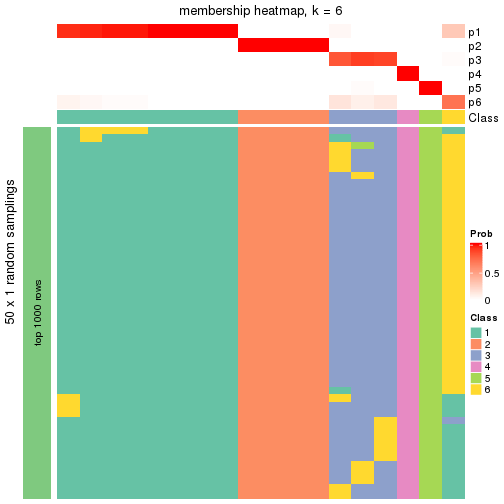 membership heatmap, k = 6
p1
p2
p3
p4
p5
p6
Class
50 x 1 random samplings
top 1000 rows
Prob
1
0.5
0
Class
1
2
3
4
5
6